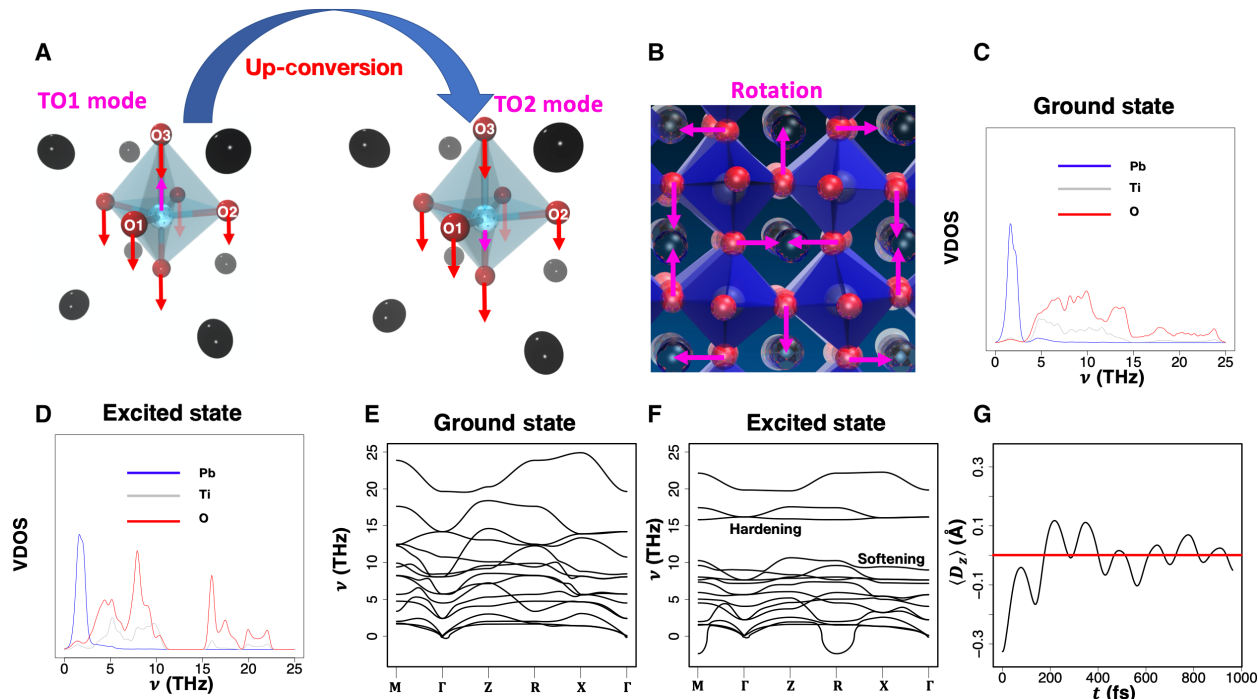 A
Up-conversion
TO1 mode
TO2 mode
O3
O1
O2
O3
O1
O2
B
Rotation
C
Ground state
Pb
Ti
O
VDOS
0 5 10 15 20 25
ν (THz)
D
Excited state
Pb
Ti
O
VDOS
0 5 10 15 20 25
ν (THz)
E
Ground state
ν (THz)
25
20
15
10
5
0
M Γ Z R X Γ
F
Excited state
ν (THz)
25
20
15
10
5
0
Hardening
Softening
M Γ Z R X Γ
G
⟨D_z⟩ (Å)
0.3
0.1
−0.1
−0.3
0 200 400 600 800 1000
t (fs)